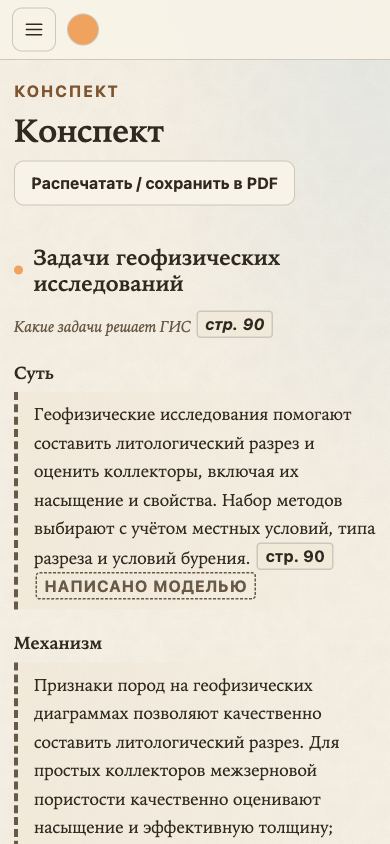 КОНСПЕКТ
Конспект
Распечатать / сохранить в PDF
Задачи геофизических
исследований
Какие задачи решает ГИС стр. 90
Суть
Геофизические исследования помогают
составить литологический разрез и
оценить коллекторы, включая их
насыщение и свойства. Набор методов
выбирают с учётом местных условий, типа
разреза и условий бурения. стр. 90
НАПИСАНО МОДЕЛЬЮ
Механизм
Признаки пород на геофизических
диаграммах позволяют качественно
составить литологический разрез. Для
простых коллекторов межзерновой
пористости качественно оценивают
насыщение и эффективную толщину;